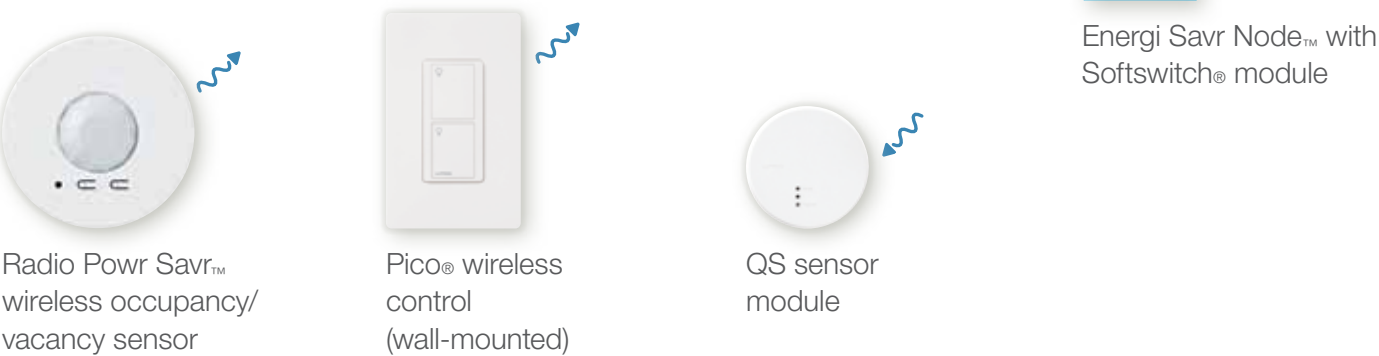 Energi Savr Node™ with
Softswitch® module
Radio Powr Savr™
wireless occupancy/
vacancy sensor
Pico® wireless
control
(wall-mounted)
QS sensor
module